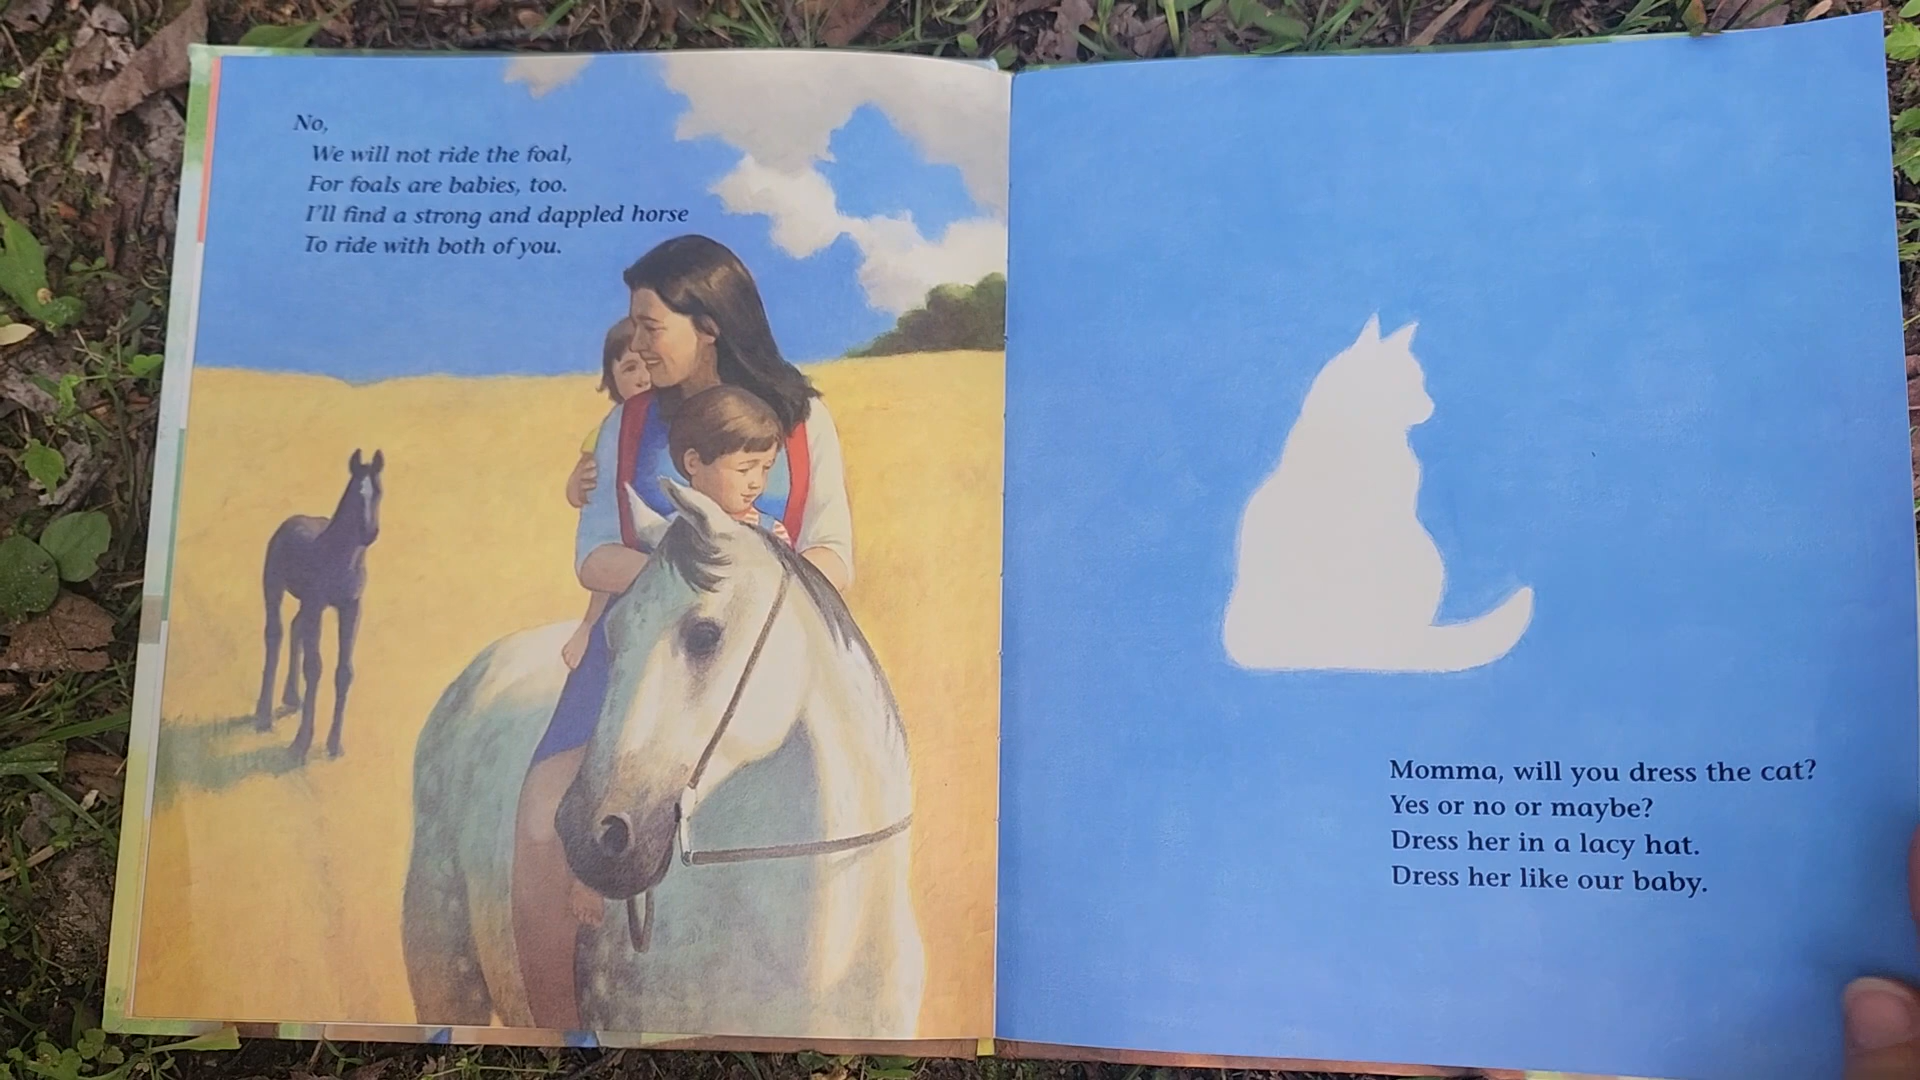 No,
We will not ride the foal,
For foals are babies, too.
I'll find a strong and dappled horse
To ride with both of you.
Momma, will you dress the cat?
Yes or no or maybe?
Dress her in a lacy hat.
Dress her like our baby.